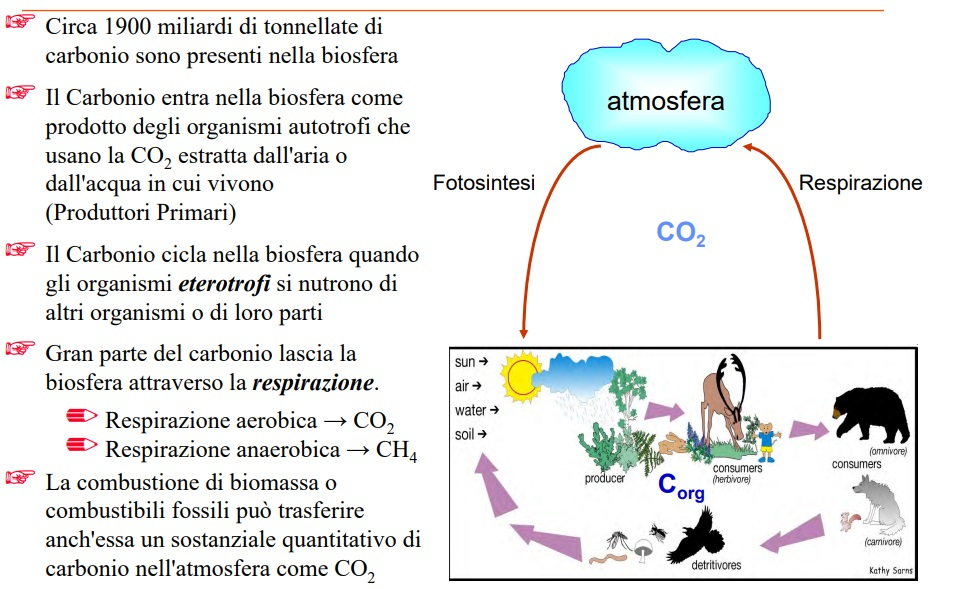 Circa 1900 miliardi di tonnellate di
carbonio sono presenti nella biosfera
Il Carbonio entra nella biosfera come
prodotto degli organismi autotrofi che
usano la CO₂ estratta dall'aria o
dall'acqua in cui vivono
(Produttori Primari)
Il Carbonio cicla nella biosfera quando
gli organismi eterotrofi si nutrono di
altri organismi o di loro parti
Gran parte del carbonio lascia la
biosfera attraverso la respirazione.
Respirazione aerobica → CO₂
Respirazione anaerobica → CH₄
La combustione di biomassa o
combustibili fossili può trasferire
anch'essa un sostanziale quantitativo di
carbonio nell'atmosfera come CO₂
atmosfera
Fotosintesi
Respirazione
CO₂
sun →
air →
water →
soil →
producer
consumers
(herbivore)
(omnivore)
consumers
Corg
(carnivore)
detritivores
Kathy Sarns